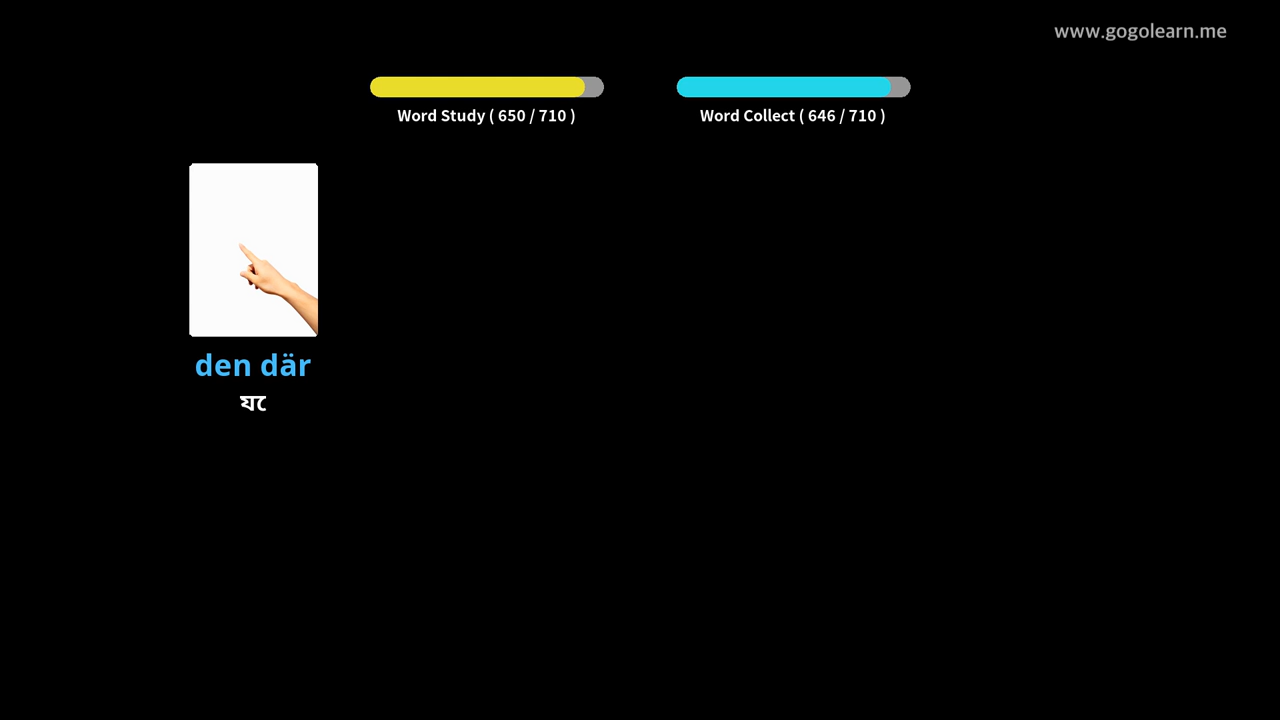 www.gogolearn.me
Word Study ( 650 / 710 )
Word Collect ( 646 / 710 )
den där
যে